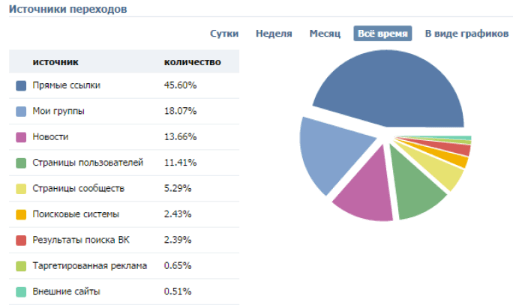 Источники переходов
Сутки Неделя Месяц Всё время В виде графиков
источник количество
Прямые ссылки 45.60%
Мои группы 18.07%
Новости 13.66%
Страницы пользователей 11.41%
Страницы сообществ 5.29%
Поисковые системы 2.43%
Результаты поиска ВК 2.39%
Таргетированная реклама 0.65%
Внешние сайты 0.51%